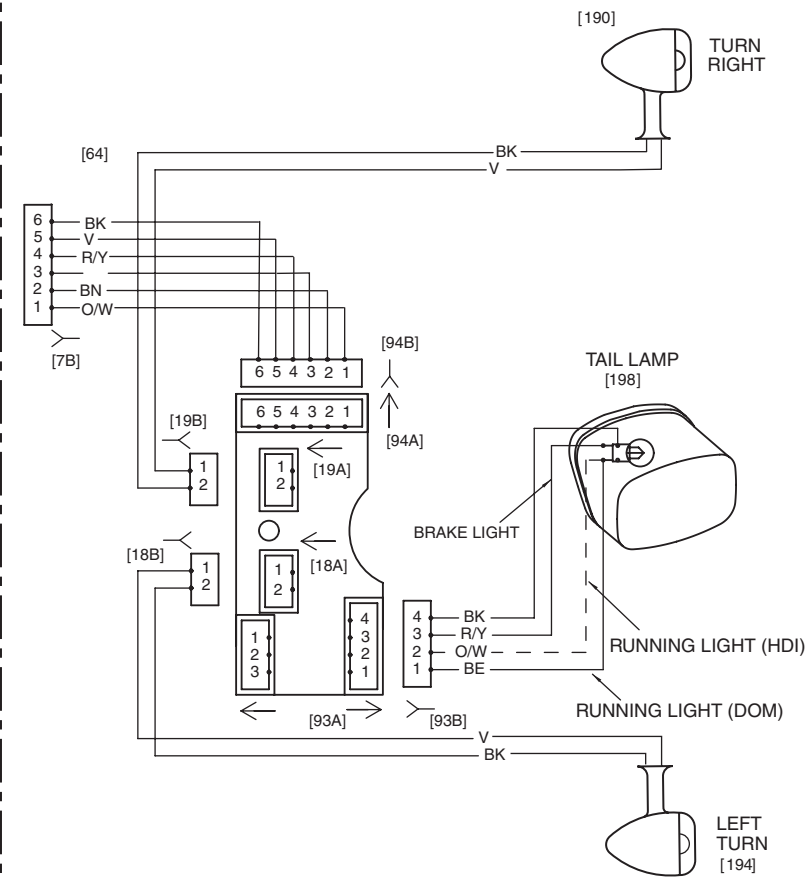 [190]
TURN
RIGHT
[64]
BK
V
6 BK
5 V
4 R/Y
3
2 BN
1 O/W
[7B]
[94B]
6 5 4 3 2 1
6 5 4 3 2 1
[94A]
[19B]
1
2
[19A]
1
2
TAIL LAMP
[198]
BRAKE LIGHT
[18B]
1
2
[18A]
1
2
1
2
3
4
3
2
1
4 BK
3 R/Y
2 O/W
1 BE
RUNNING LIGHT (HDI)
RUNNING LIGHT (DOM)
[93A]
[93B]
V
BK
LEFT
TURN
[194]